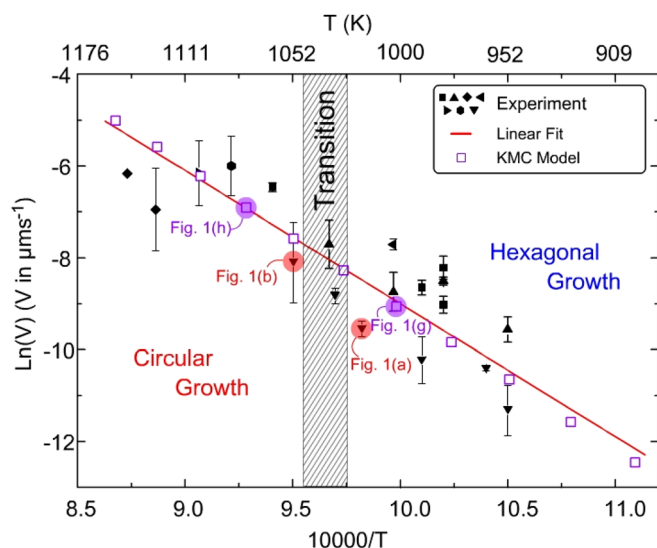 T (K)
1176 1111 1052 1000 952 909
-4
-6
-8
-10
-12
Ln(V) (V in µms⁻¹)
Transition
Experiment
Linear Fit
KMC Model
Fig. 1(h)
Fig. 1(b)
Hexagonal
Growth
Fig. 1(g)
Fig. 1(a)
Circular
Growth
8.5 9.0 9.5 10.0 10.5 11.0
10000/T